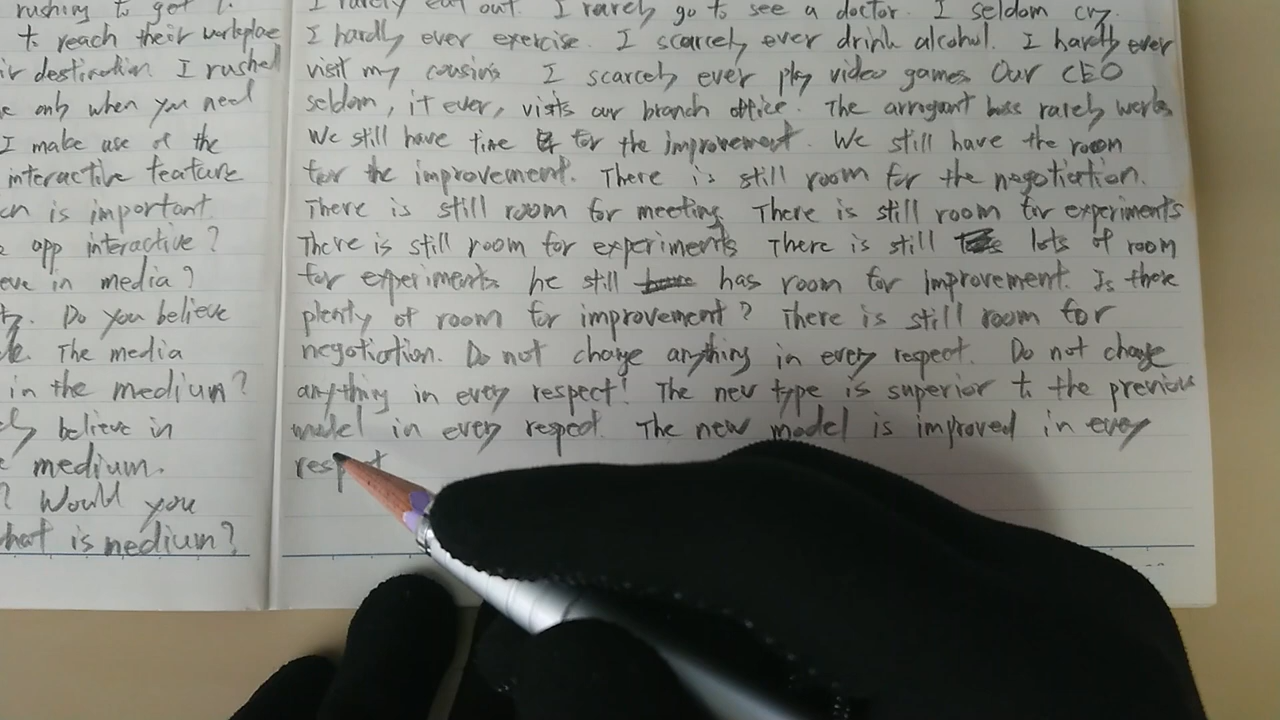 rushing to get
to reach their workplace
ir destination. I rushed
only when you need
I make use of the
interactive feature
is important.
app interactive?
eve in media?
Do you believe
The media
in the medium?
believe in
medium.
? Would you
hat is medium?
I rarely eat out. I rarely go to see a doctor. I seldom cry.
I hardly ever exercise. I scarcely ever drink alcohol. I hardly ever
visit my cousins. I scarcely ever play video games. Our CEO
seldom, if ever, visits our branch office. The arrogant boss rarely works
We still have time for the improvement. We still have the room
for the improvement. There is still room for the negotiation.
There is still room for meeting. There is still room for experiments
There is still room for experiments There is still lots of room
for experiments. he still has room for improvement. Is there
plenty of room for improvement? There is still room for
negotiation. Do not change anything in every respect. Do not change
anything in every respect! The new type is superior to the previous
model in every respect. The new model is improved in every
respect